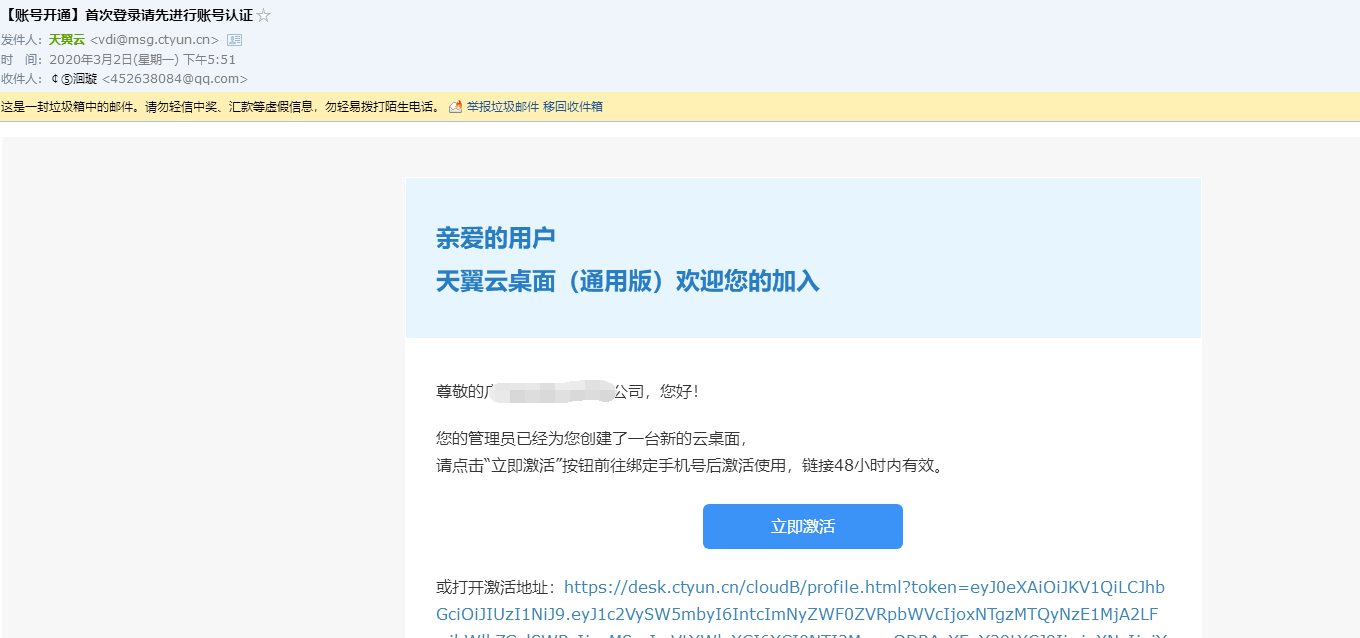 【账号开通】首次登录请先进行账号认证☆
发件人：天翼云 <vdi@msg.ctyun.cn>
时 间：2020年3月2日(星期一) 下午5:51
收件人：¢⑤洄璇 <452638084@qq.com>
这是一封垃圾箱中的邮件。请勿轻信中奖、汇款等虚假信息，勿轻易拨打陌生电话。 举报垃圾邮件 移回收件箱
亲爱的用户
天翼云桌面（通用版）欢迎您的加入
尊敬的广 公司，您好！
您的管理员已经为您创建了一台新的云桌面，
请点击“立即激活”按钮前往绑定手机号后激活使用，链接48小时内有效。
立即激活
或打开激活地址：https://desk.ctyun.cn/cloudB/profile.html?token=eyJ0eXAiOiJKV1QiLCJhb
GciOiJIUzI1NiJ9.eyJ1c2VySW5mbyI6IntcImNyZWF0ZVRpbWVcIjoxNTgzMTQyNzE1MjA2LF